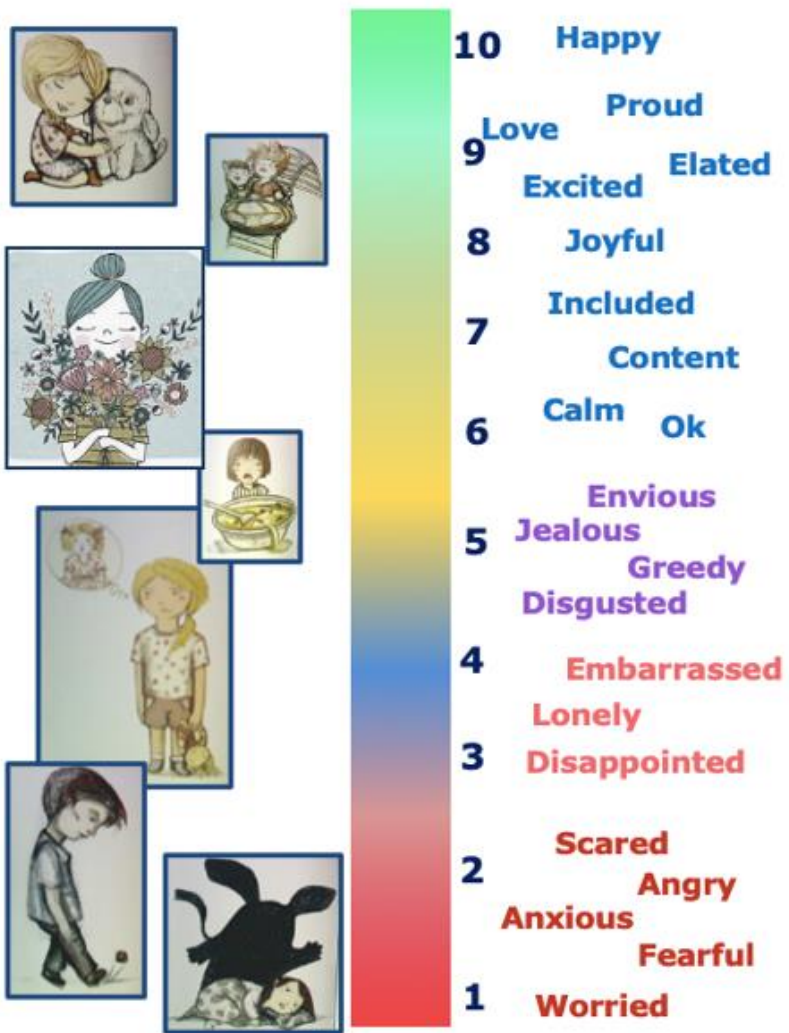 10 Happy
Proud
Love
9
Elated
Excited
8 Joyful
Included
7
Content
Calm
6 Ok
Envious
Jealous
5
Greedy
Disgusted
4 Embarrassed
Lonely
3 Disappointed
Scared
2
Angry
Anxious
Fearful
1 Worried